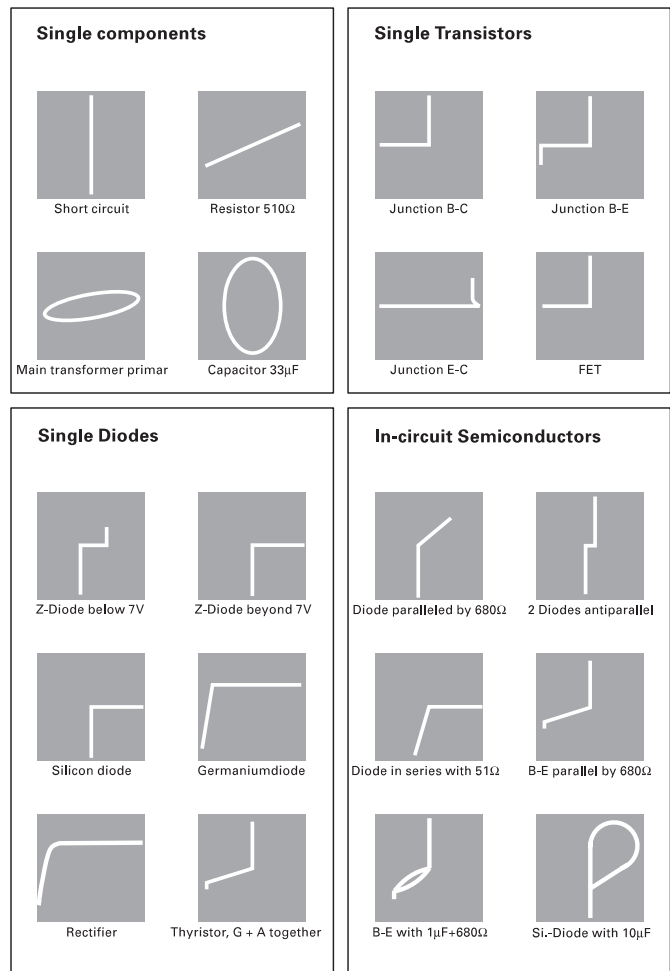 Single components
Short circuit
Resistor 510Ω
Main transformer primar
Capacitor 33µF
Single Transistors
Junction B-C
Junction B-E
Junction E-C
FET
Single Diodes
Z-Diode below 7V
Z-Diode beyond 7V
Silicon diode
Germaniumdiode
Rectifier
Thyristor, G + A together
In-circuit Semiconductors
Diode paralleled by 680Ω
2 Diodes antiparallel
Diode in series with 51Ω
B-E parallel by 680Ω
B-E with 1µF+680Ω
Si.-Diode with 10µF